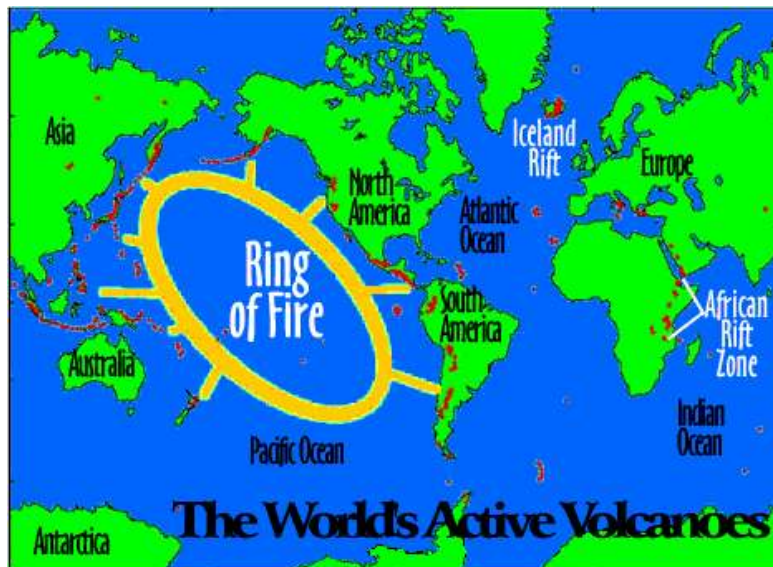 Asia
North
America
Atlantic
Ocean
Iceland
Rift
Europe
Ring
of Fire
South
America
African
Rift
Zone
Australia
Indian
Ocean
Pacific Ocean
The World's Active Volcanoes
Antarctica